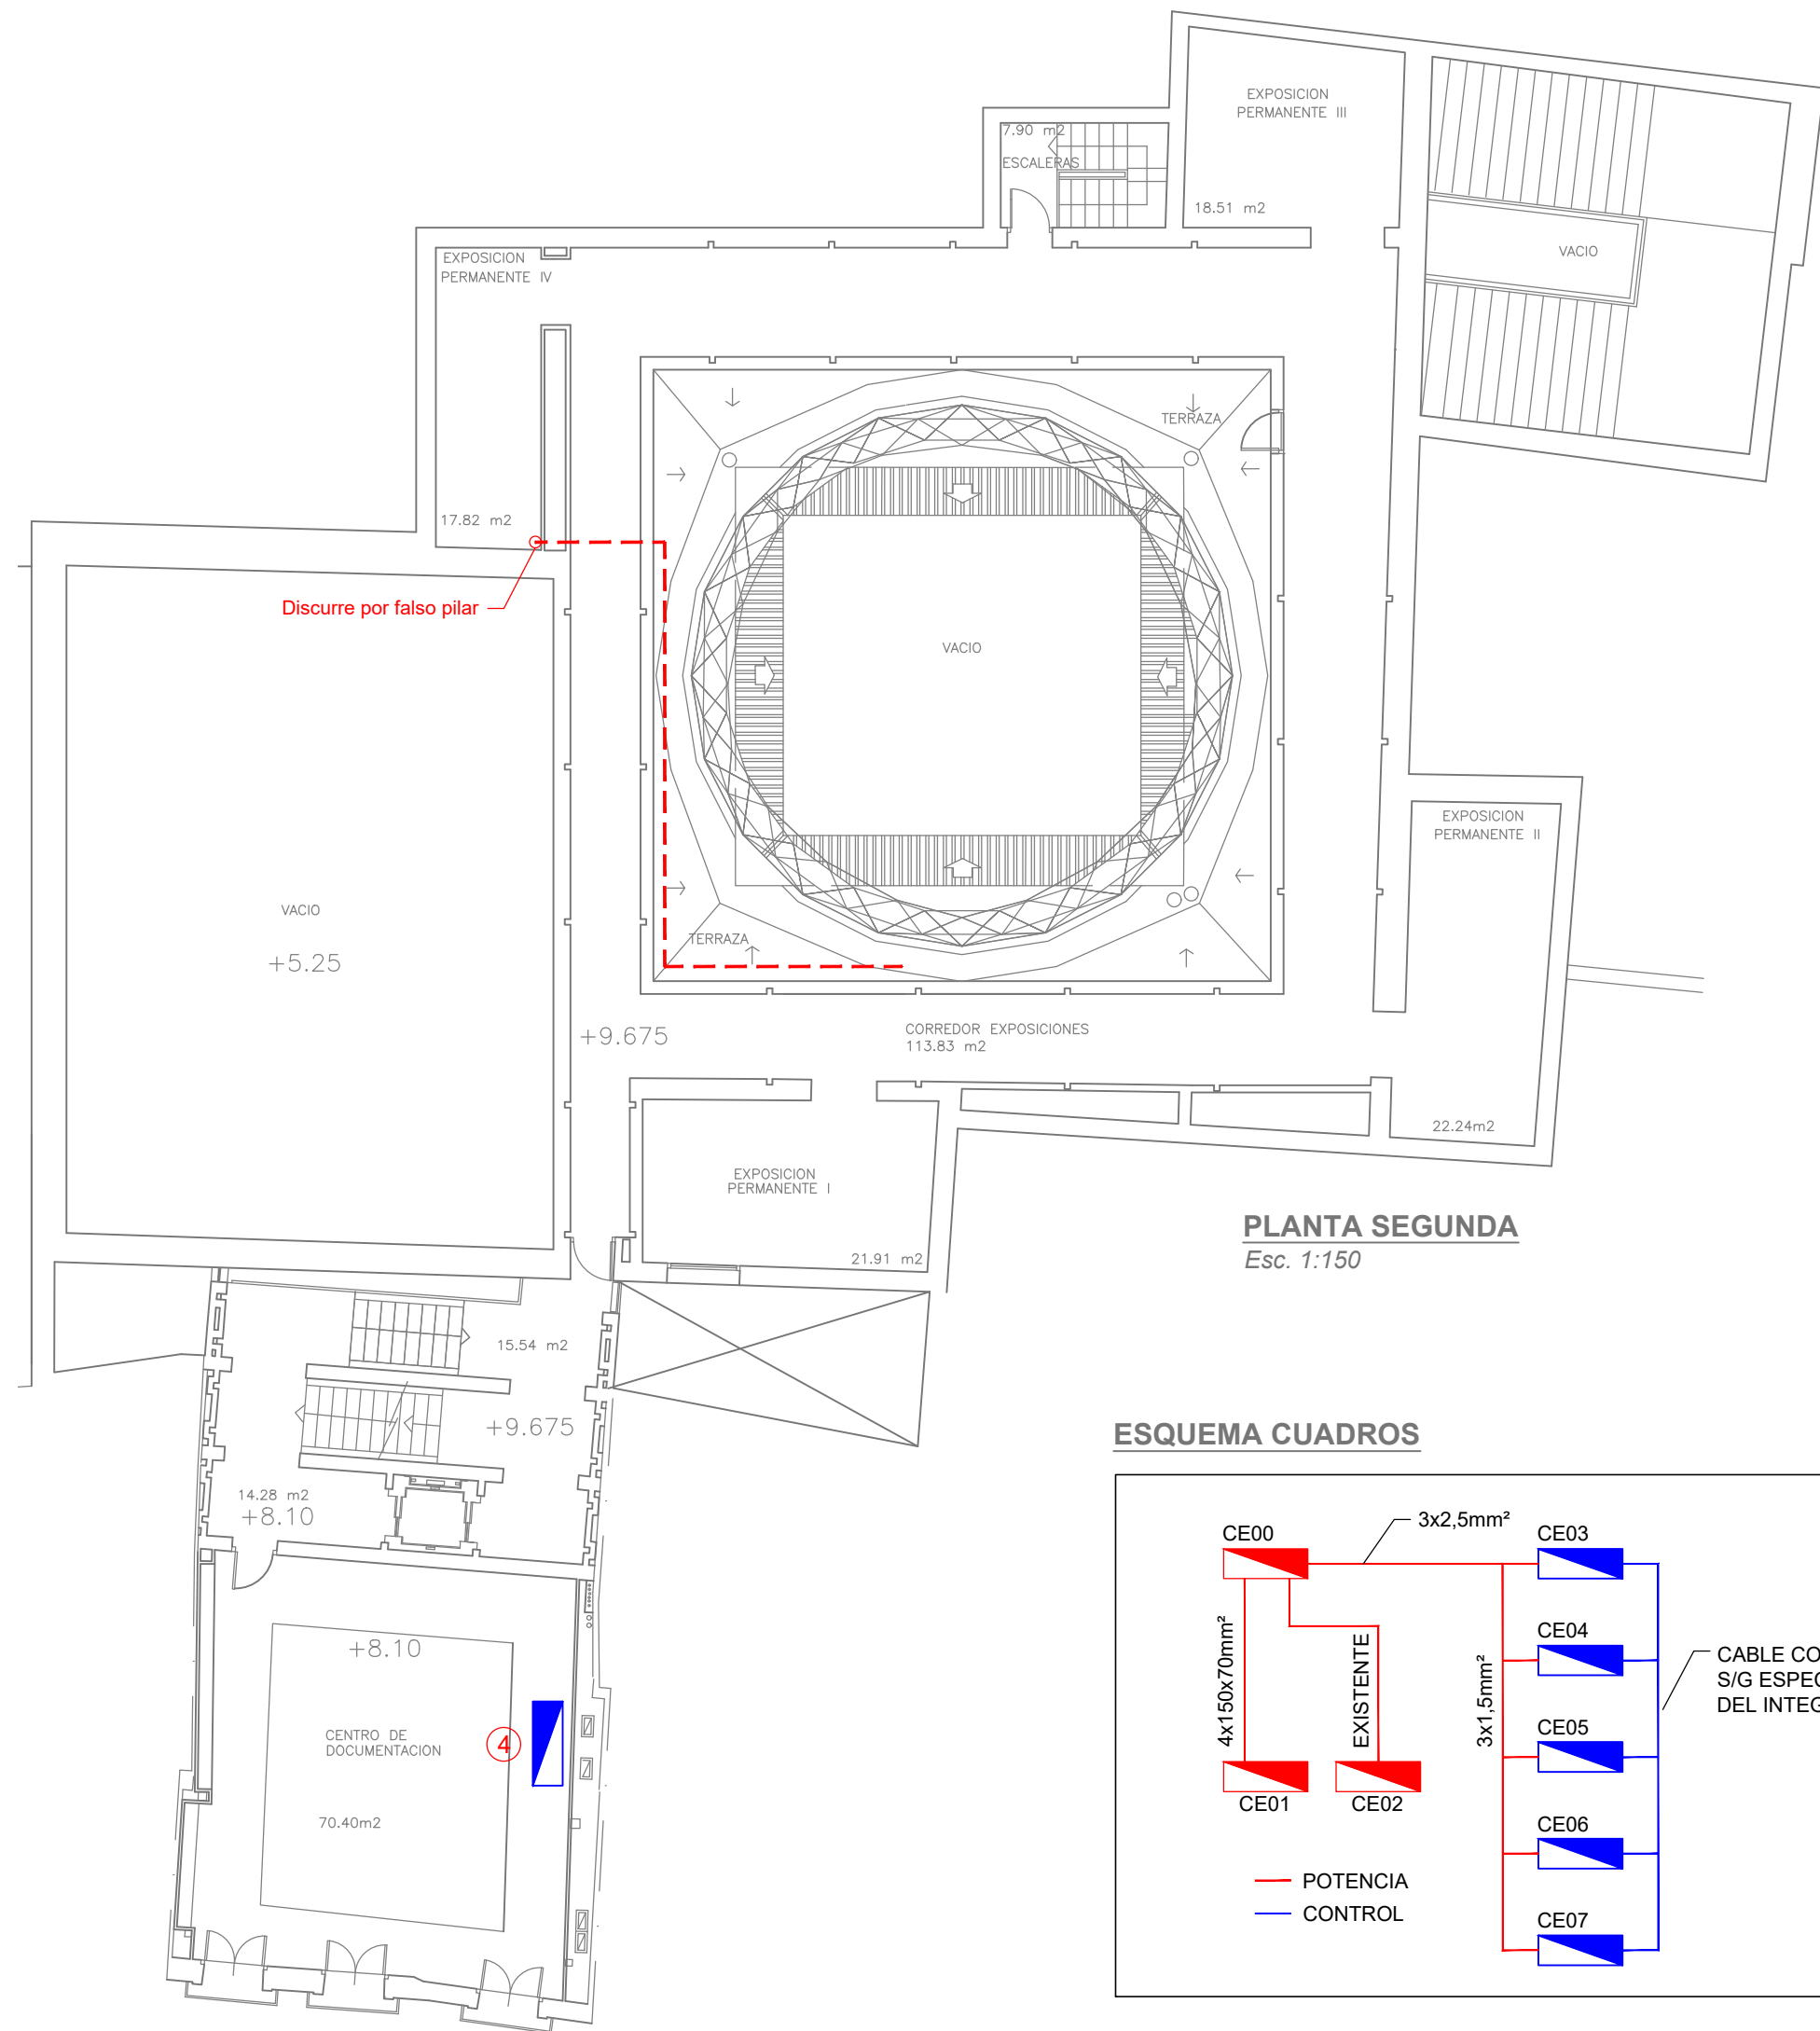 EXPOSICION
PERMANENTE III
7.90 m2
ESCALERAS
18.51 m2
VACIO
EXPOSICION
PERMANENTE IV
TERRAZA
17.82 m2
Discurre por falso pilar
VACIO
EXPOSICION
PERMANENTE II
VACIO
+5.25
TERRAZA
+9.675
CORREDOR EXPOSICIONES
113.83 m2
22.24m2
EXPOSICION
PERMANENTE I
21.91 m2
PLANTA SEGUNDA
Esc. 1:150
15.54 m2
+9.675
14.28 m2
+8.10
+8.10
CENTRO DE
DOCUMENTACION
4
70.40m2
ESQUEMA CUADROS
CE00
3x2,5mm²
CE03
4x150x70mm²
EXISTENTE
3x1,5mm²
CE04
CABLE CO
S/G ESPEC
DEL INTEG
CE05
CE01
CE02
CE06
POTENCIA
CONTROL
CE07